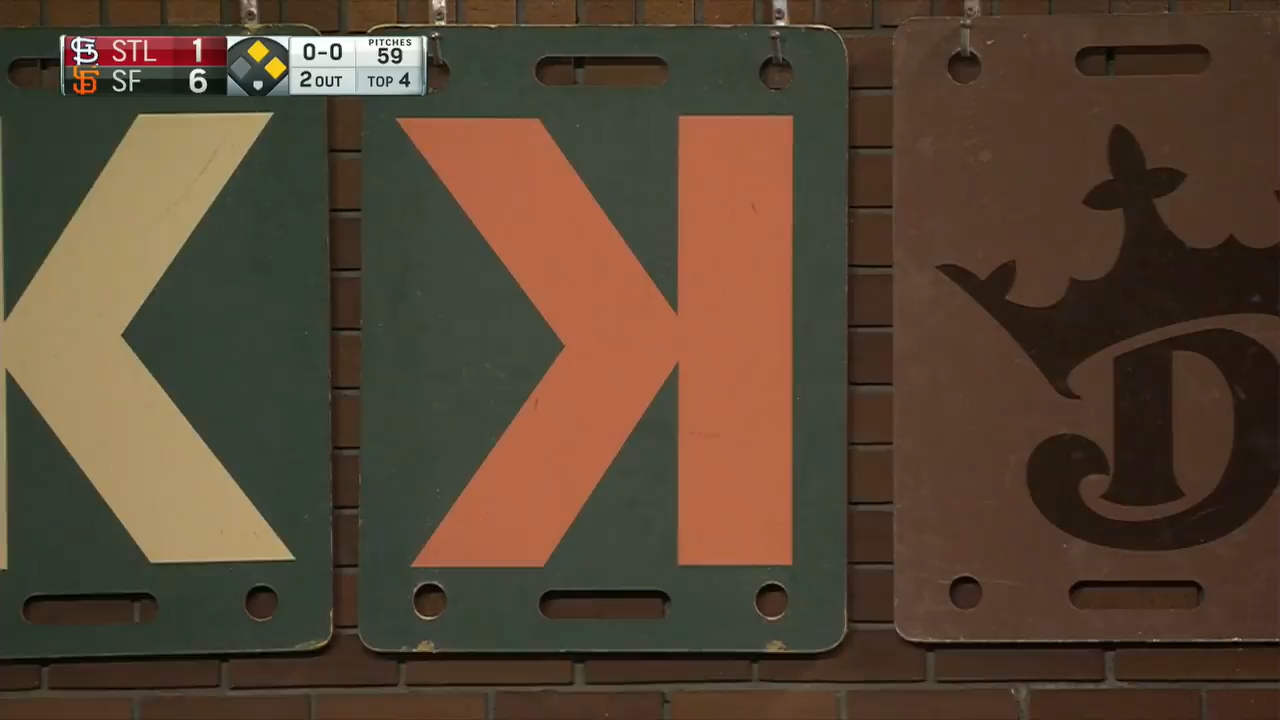 STL 1
SF 6
0-0
PITCHES
59
2 OUT
TOP 4
K
ꓘ
D